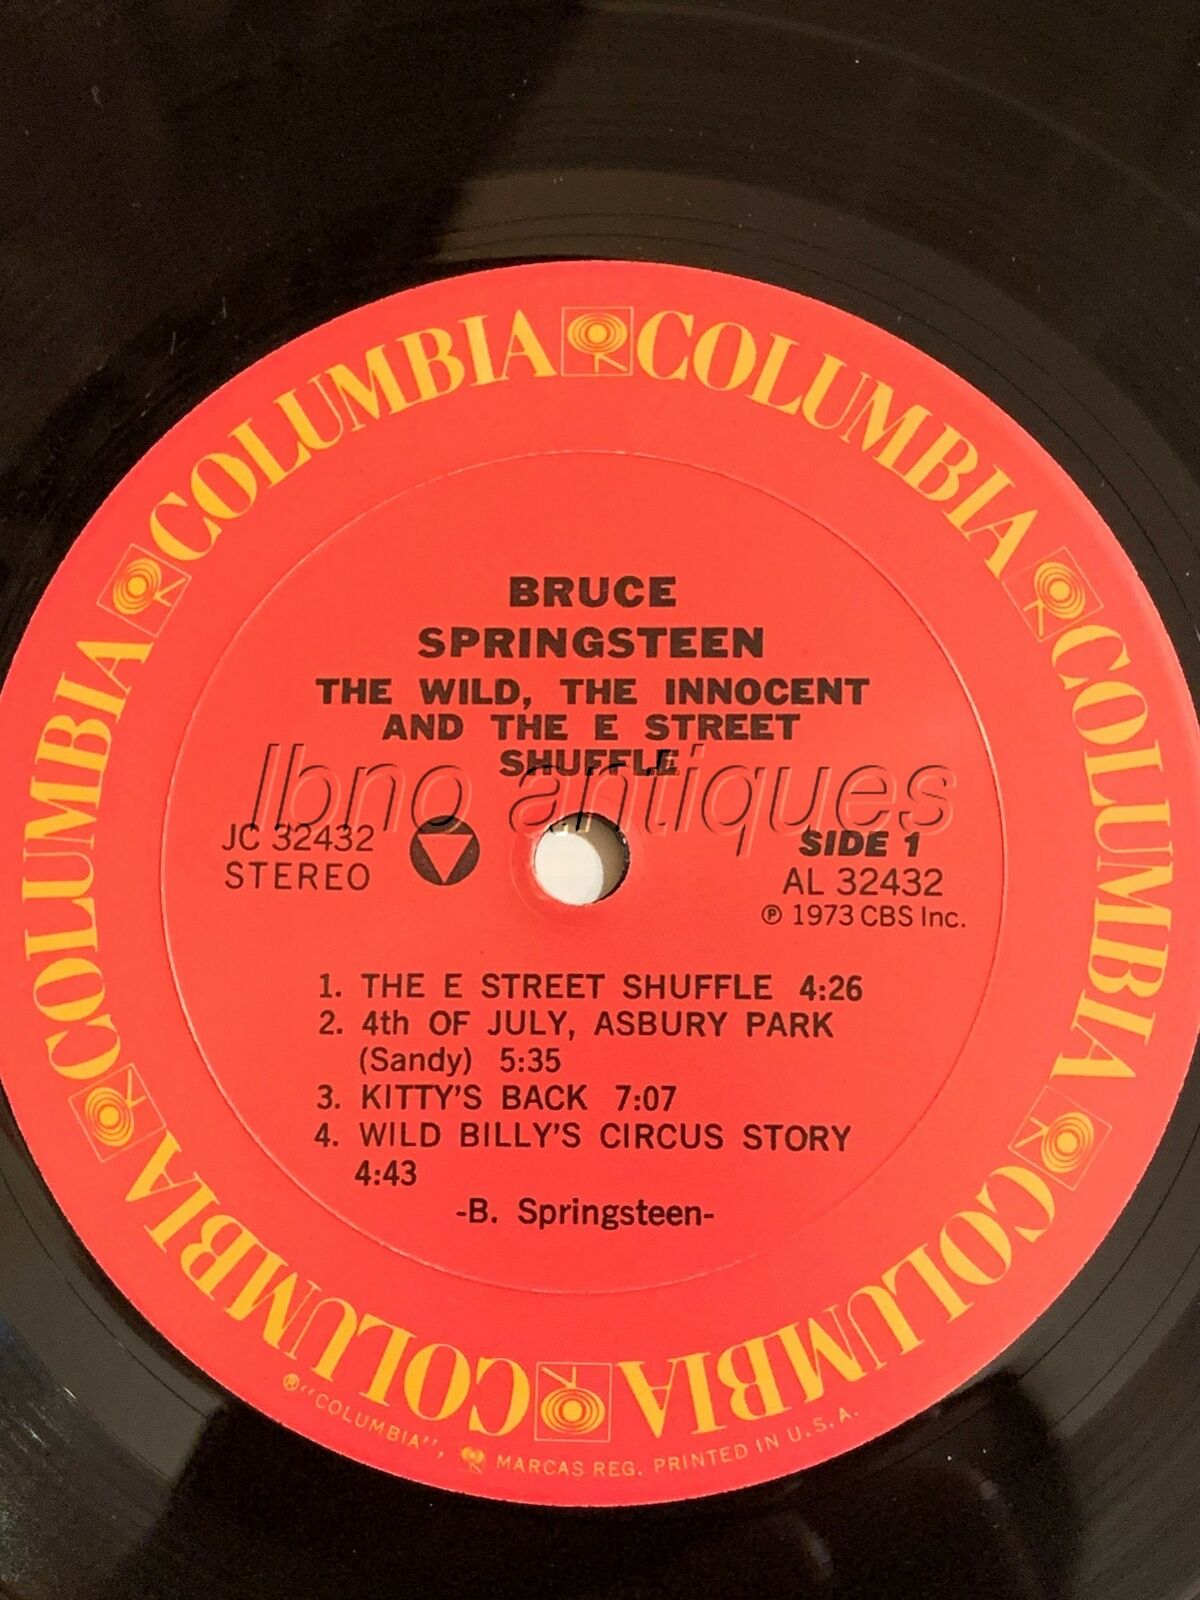 COLUMBIA COLUMBIA COLUMBIA COLUMBIA COLUMBIA COLUMBIA
BRUCE
SPRINGSTEEN
THE WILD, THE INNOCENT
AND THE E STREET
SHUFFLE
lbno antiques
JC 32432
STEREO
SIDE 1
AL 32432
℗ 1973 CBS Inc.
1. THE E STREET SHUFFLE 4:26
2. 4th OF JULY, ASBURY PARK
(Sandy) 5:35
3. KITTY'S BACK 7:07
4. WILD BILLY'S CIRCUS STORY
4:43
-B. Springsteen-
® "COLUMBIA", MARCAS REG. PRINTED IN U.S.A.